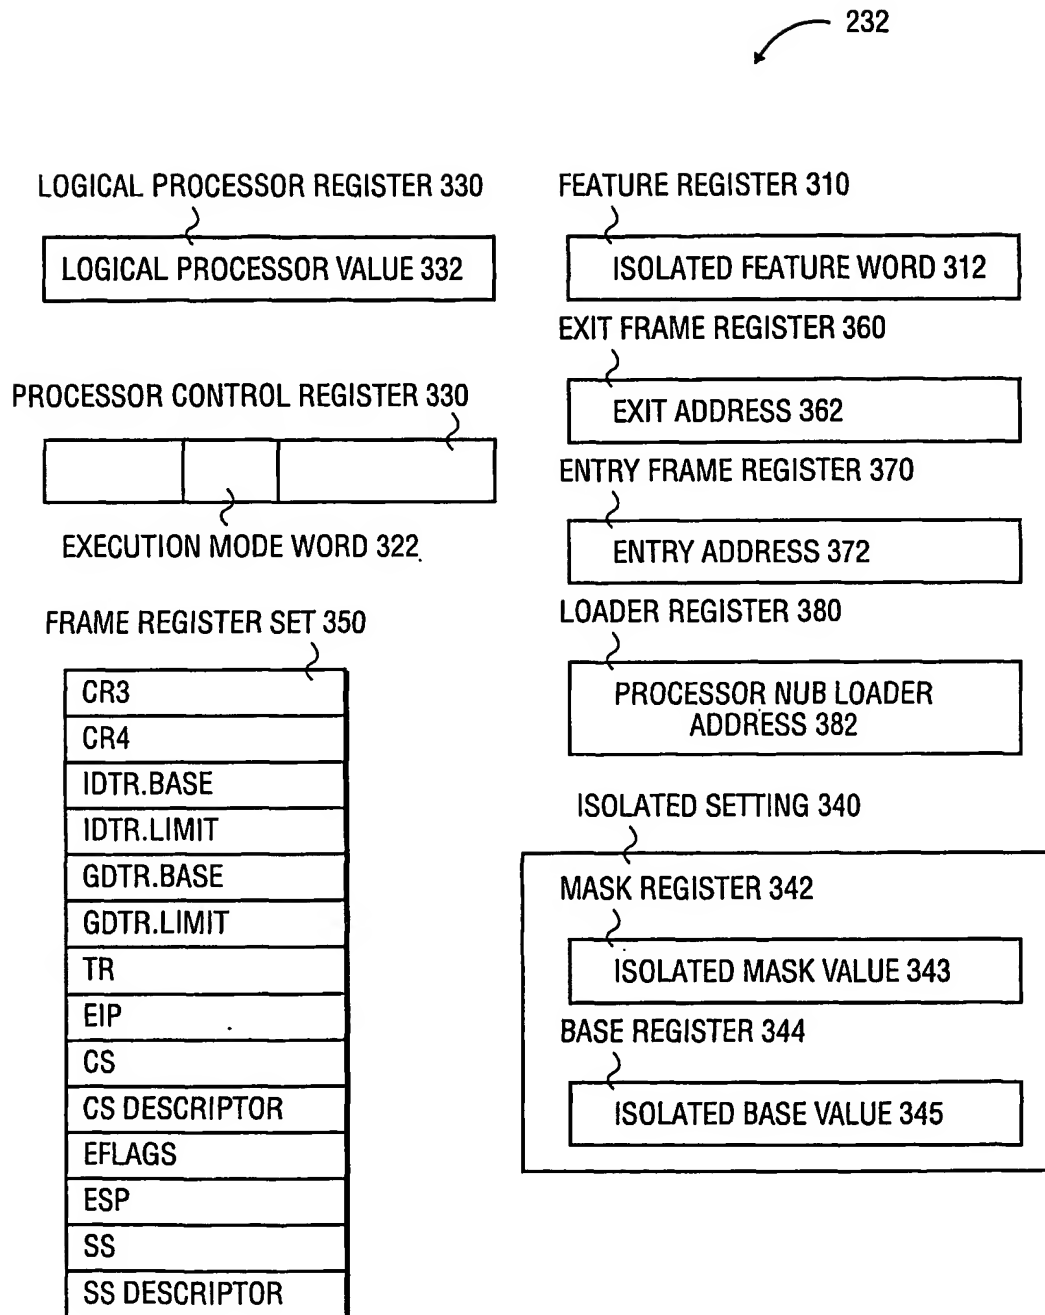 232
LOGICAL PROCESSOR REGISTER 330
LOGICAL PROCESSOR VALUE 332
PROCESSOR CONTROL REGISTER 330
EXECUTION MODE WORD 322
FRAME REGISTER SET 350
CR3
CR4
IDTR.BASE
IDTR.LIMIT
GDTR.BASE
GDTR.LIMIT
TR
EIP
CS
CS DESCRIPTOR
EFLAGS
ESP
SS
SS DESCRIPTOR
FEATURE REGISTER 310
ISOLATED FEATURE WORD 312
EXIT FRAME REGISTER 360
EXIT ADDRESS 362
ENTRY FRAME REGISTER 370
ENTRY ADDRESS 372
LOADER REGISTER 380
PROCESSOR NUB LOADER
ADDRESS 382
ISOLATED SETTING 340
MASK REGISTER 342
ISOLATED MASK VALUE 343
BASE REGISTER 344
ISOLATED BASE VALUE 345